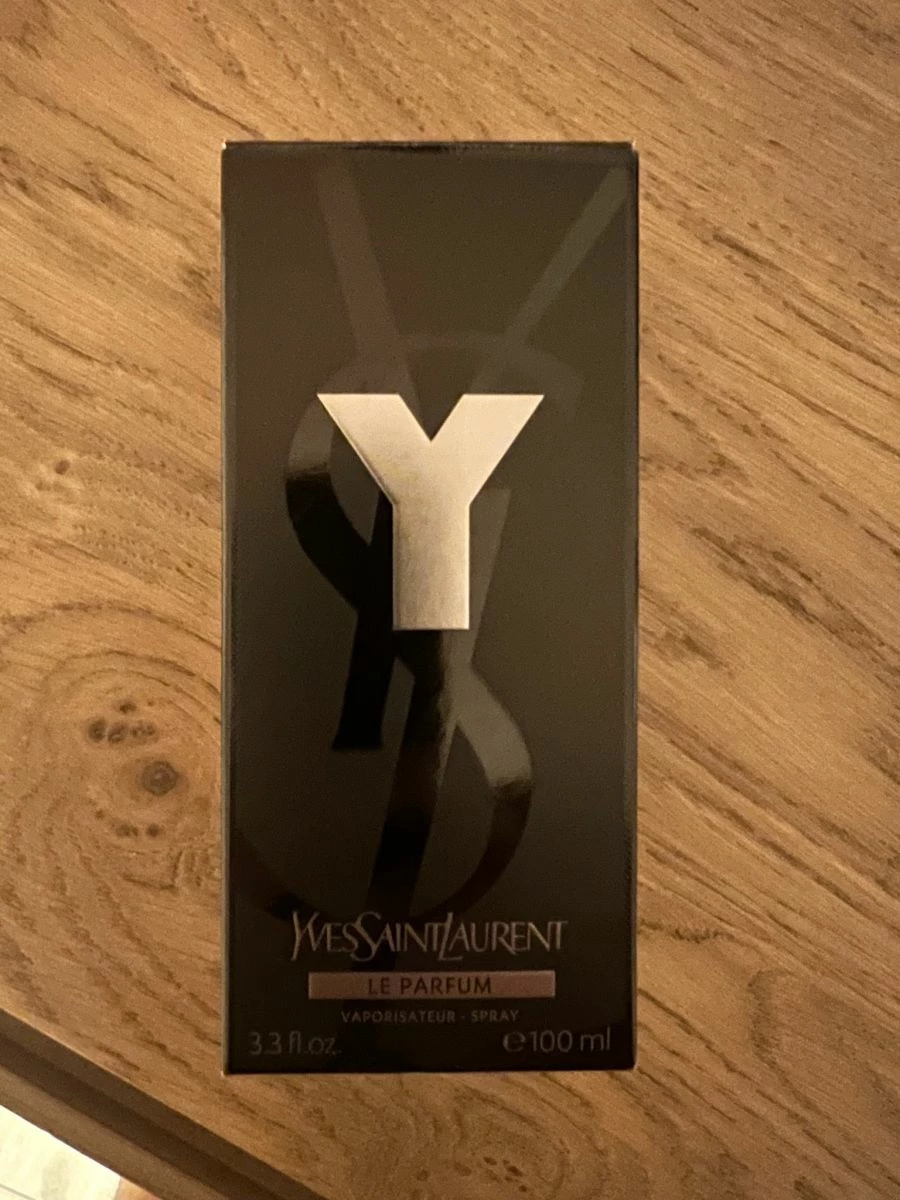 Y
YVESSAINTLAURENT
LE PARFUM
VAPORISATEUR - SPRAY
3.3 fl.oz. ℮100 ml